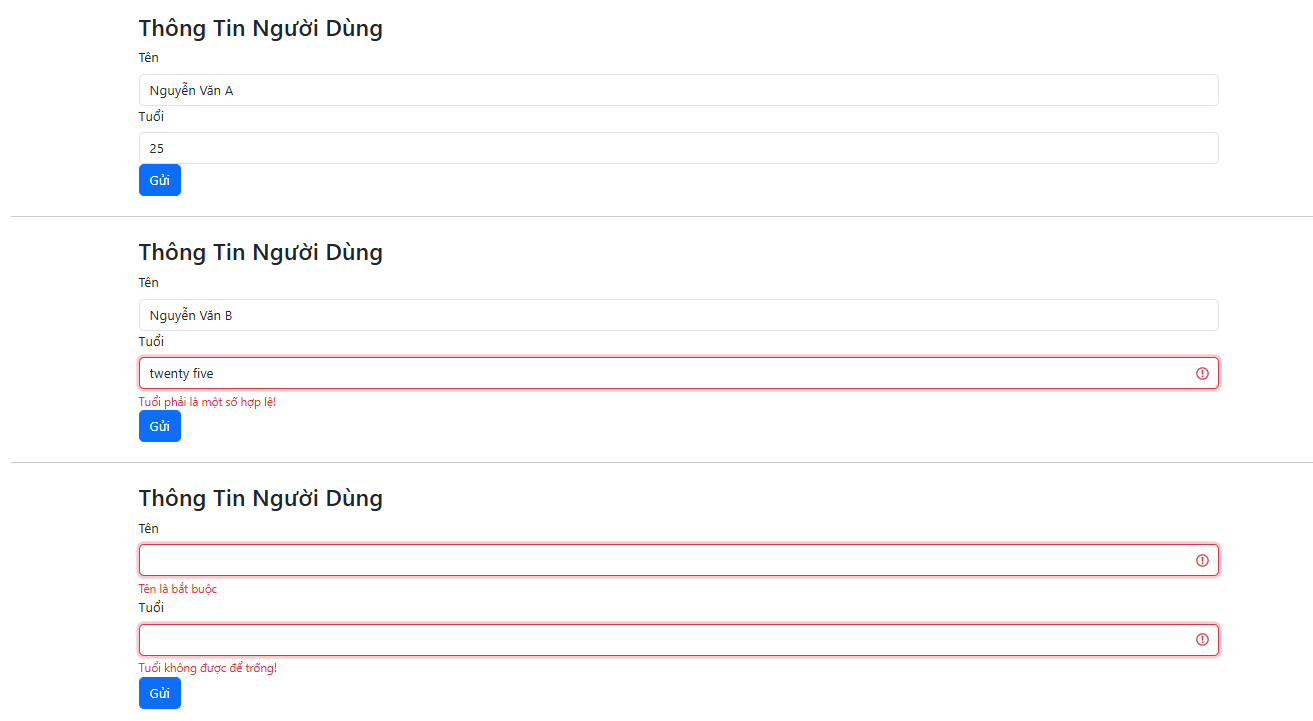 Thông Tin Người Dùng
Tên
Nguyễn Văn A
Tuổi
25
Gửi
Thông Tin Người Dùng
Tên
Nguyễn Văn B
Tuổi
twenty five
Tuổi phải là một số hợp lệ!
Gửi
Thông Tin Người Dùng
Tên
Tên là bắt buộc
Tuổi
Tuổi không được để trống!
Gửi